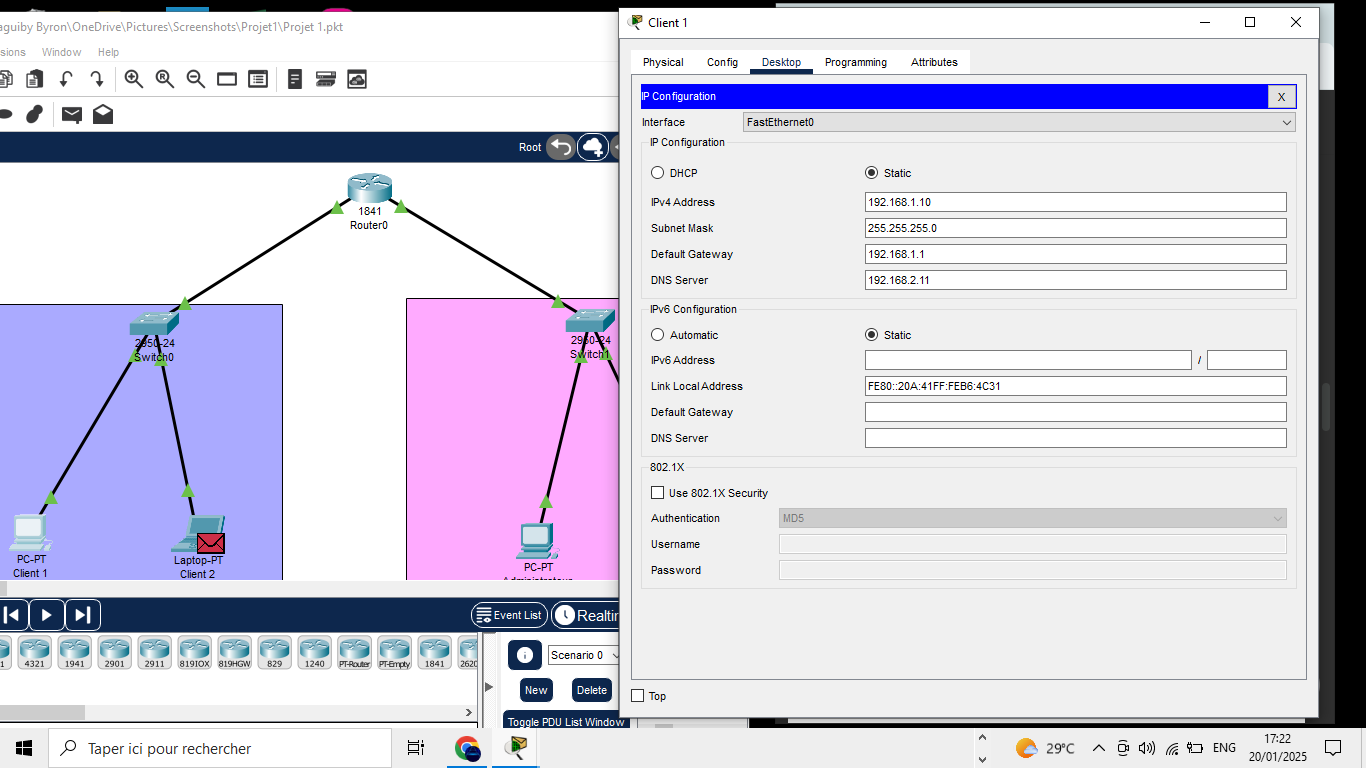 aguiby Byron\OneDrive\Pictures\Screenshots\Projet1\Projet 1.pkt
sions Window Help
Root
1841
Router0
2950-24
Switch0
2950-24
Switch1
PC-PT
Client 1
Laptop-PT
Client 2
PC-PT
Administrateur
Event List
Realtim
1
4321
1941
2901
2911
819IOX
819HGW
829
1240
PT-Router
PT-Empty
1841
2620
Scenario 0
New
Delete
Toggle PDU List Window
Client 1
Physical Config Desktop Programming Attributes
IP Configuration X
Interface FastEthernet0
IP Configuration
DHCP Static
IPv4 Address 192.168.1.10
Subnet Mask 255.255.255.0
Default Gateway 192.168.1.1
DNS Server 192.168.2.11
IPv6 Configuration
Automatic Static
IPv6 Address /
Link Local Address FE80::20A:41FF:FEB6:4C31
Default Gateway
DNS Server
802.1X
Use 802.1X Security
Authentication MD5
Username
Password
Top
Taper ici pour rechercher
29°C
ENG
17:22
20/01/2025